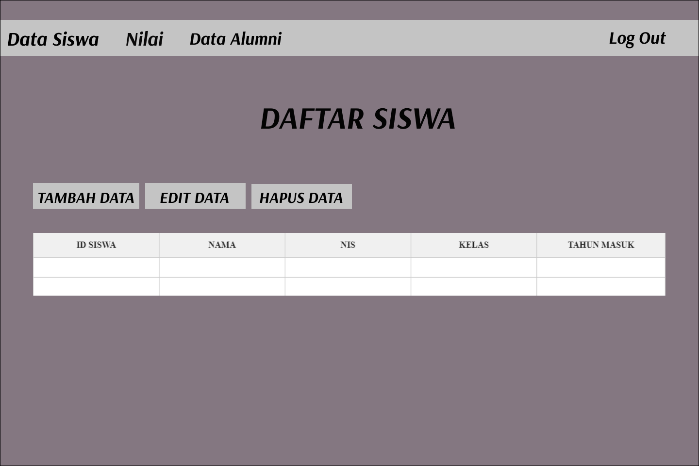 Data Siswa Nilai Data Alumni Log Out
DAFTAR SISWA
TAMBAH DATA EDIT DATA HAPUS DATA
ID SISWA NAMA NIS KELAS TAHUN MASUK